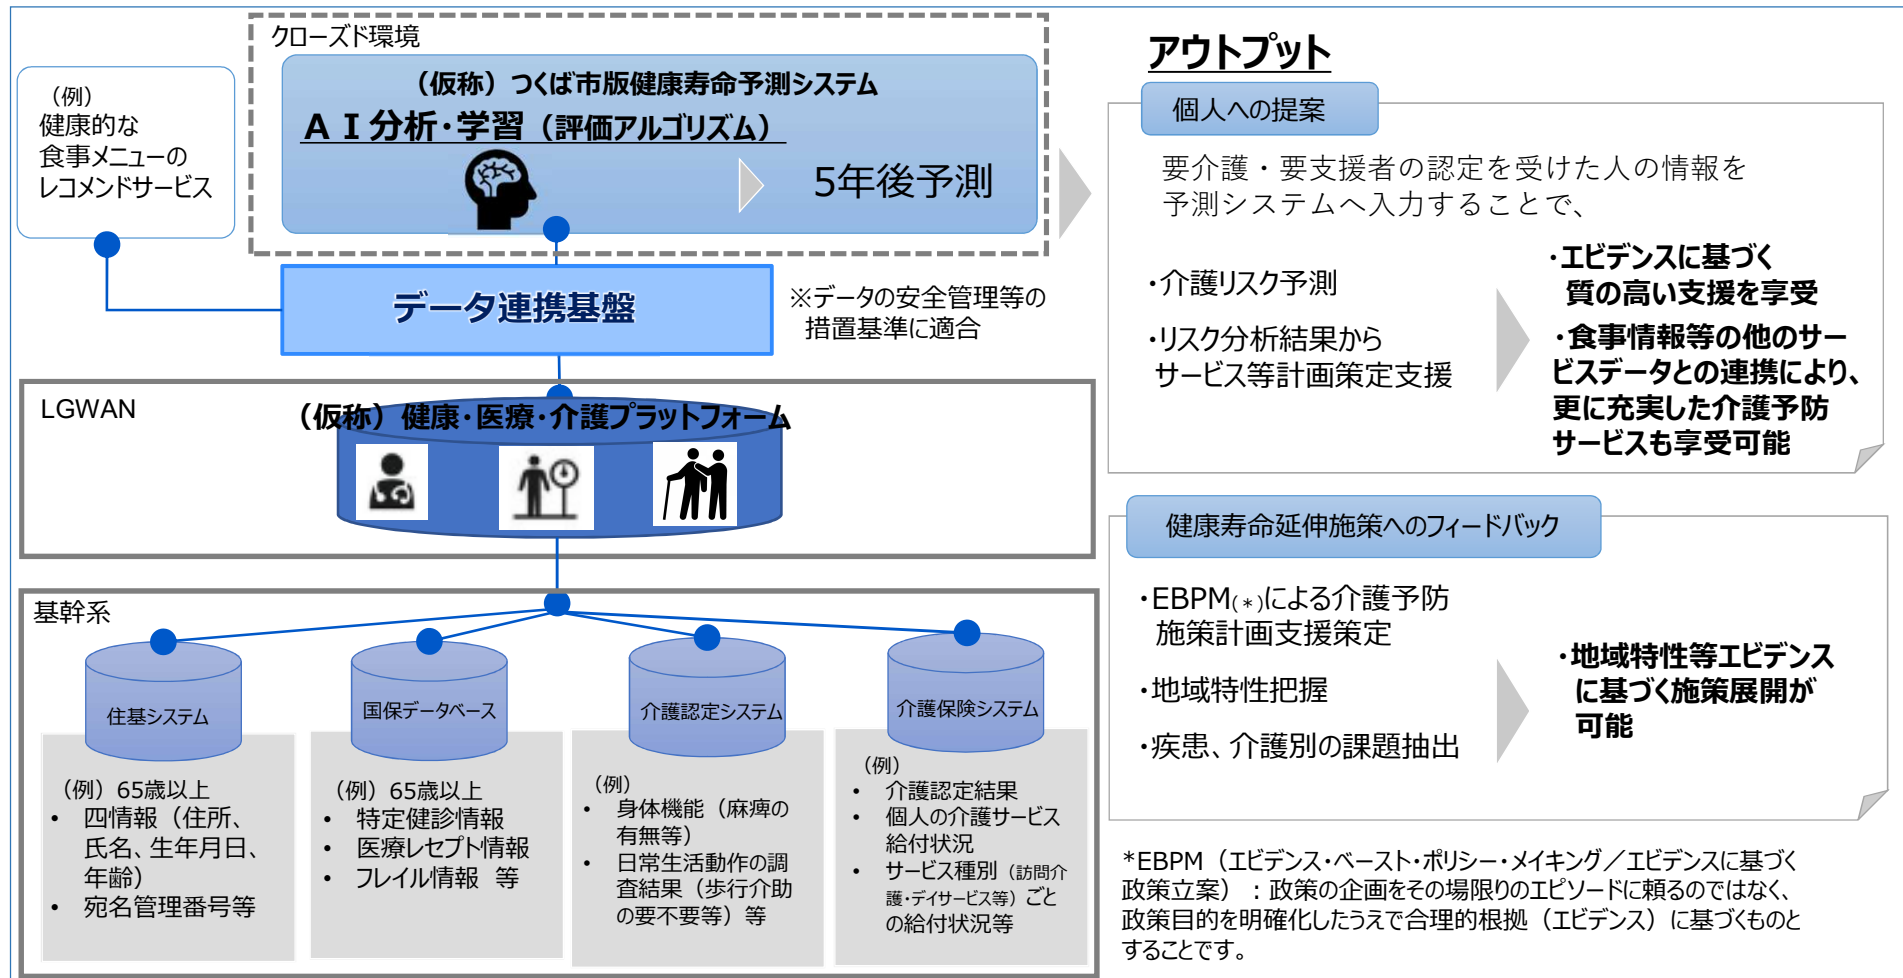 クローズド環境
（仮称）つくば市版健康寿命予測システム
ＡＩ分析・学習（評価アルゴリズム）
5年後予測
（例）
健康的な
食事メニューの
レコメンドサービス
データ連携基盤
※データの安全管理等の
措置基準に適合
LGWAN
（仮称）健康・医療・介護プラットフォーム
基幹系
住基システム
国保データベース
介護認定システム
介護保険システム
（例）65歳以上
• 四情報（住所、
氏名、生年月日、
年齢）
• 宛名管理番号等
（例）65歳以上
• 特定健診情報
• 医療レセプト情報
• フレイル情報 等
（例）
• 身体機能（麻痺の
有無等）
• 日常生活動作の調
査結果（歩行介助
の要不要等）等
（例）
• 介護認定結果
• 個人の介護サービス
給付状況
• サービス種別（訪問介
護・デイサービス等）ごと
の給付状況等
アウトプット
個人への提案
要介護・要支援者の認定を受けた人の情報を
予測システムへ入力することで、
・介護リスク予測
・リスク分析結果から
サービス等計画策定支援
・エビデンスに基づく
質の高い支援を享受
・食事情報等の他のサー
ビスデータとの連携により、
更に充実した介護予防
サービスも享受可能
健康寿命延伸施策へのフィードバック
・EBPM(*)による介護予防
施策計画支援策定
・地域特性把握
・疾患、介護別の課題抽出
・地域特性等エビデンス
に基づく施策展開が
可能
*EBPM（エビデンス・ベースト・ポリシー・メイキング／エビデンスに基づく
政策立案）：政策の企画をその場限りのエピソードに頼るのではなく、
政策目的を明確化したうえで合理的根拠（エビデンス）に基づくものと
することです。